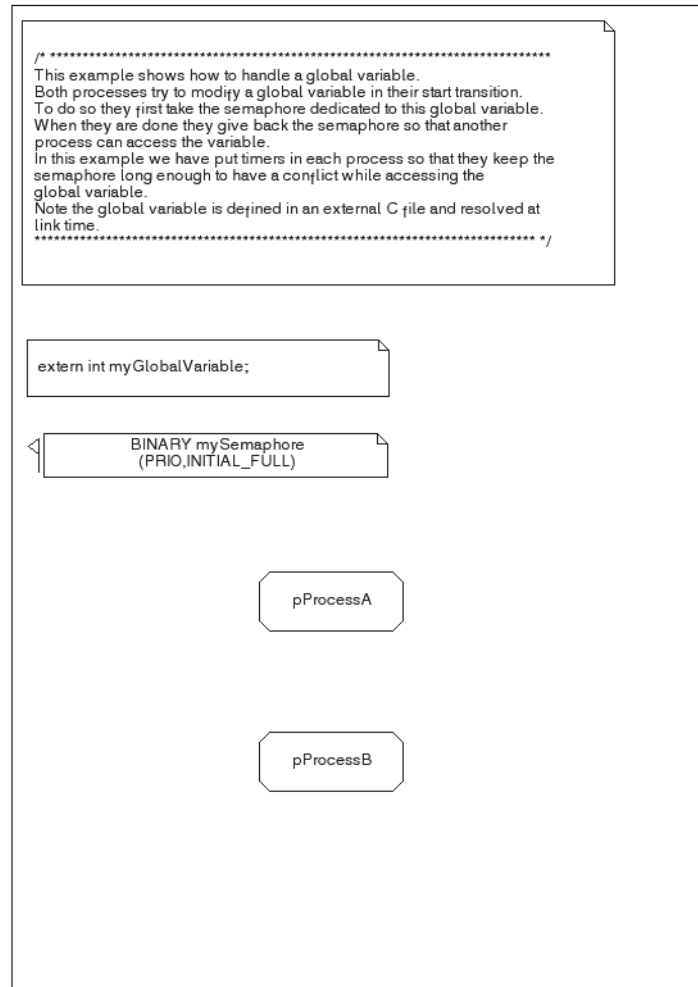 /* *****************************************************************************
This example shows how to handle a global variable.
Both processes try to modify a global variable in their start transition.
To do so they first take the semaphore dedicated to this global variable.
When they are done they give back the semaphore so that another
process can access the variable.
In this example we have put timers in each process so that they keep the
semaphore long enough to have a conflict while accessing the
global variable.
Note the global variable is defined in an external C file and resolved at
link time.
***************************************************************************** */
extern int myGlobalVariable;
BINARY mySemaphore
(PRIO,INITIAL_FULL)
pProcessA
pProcessB